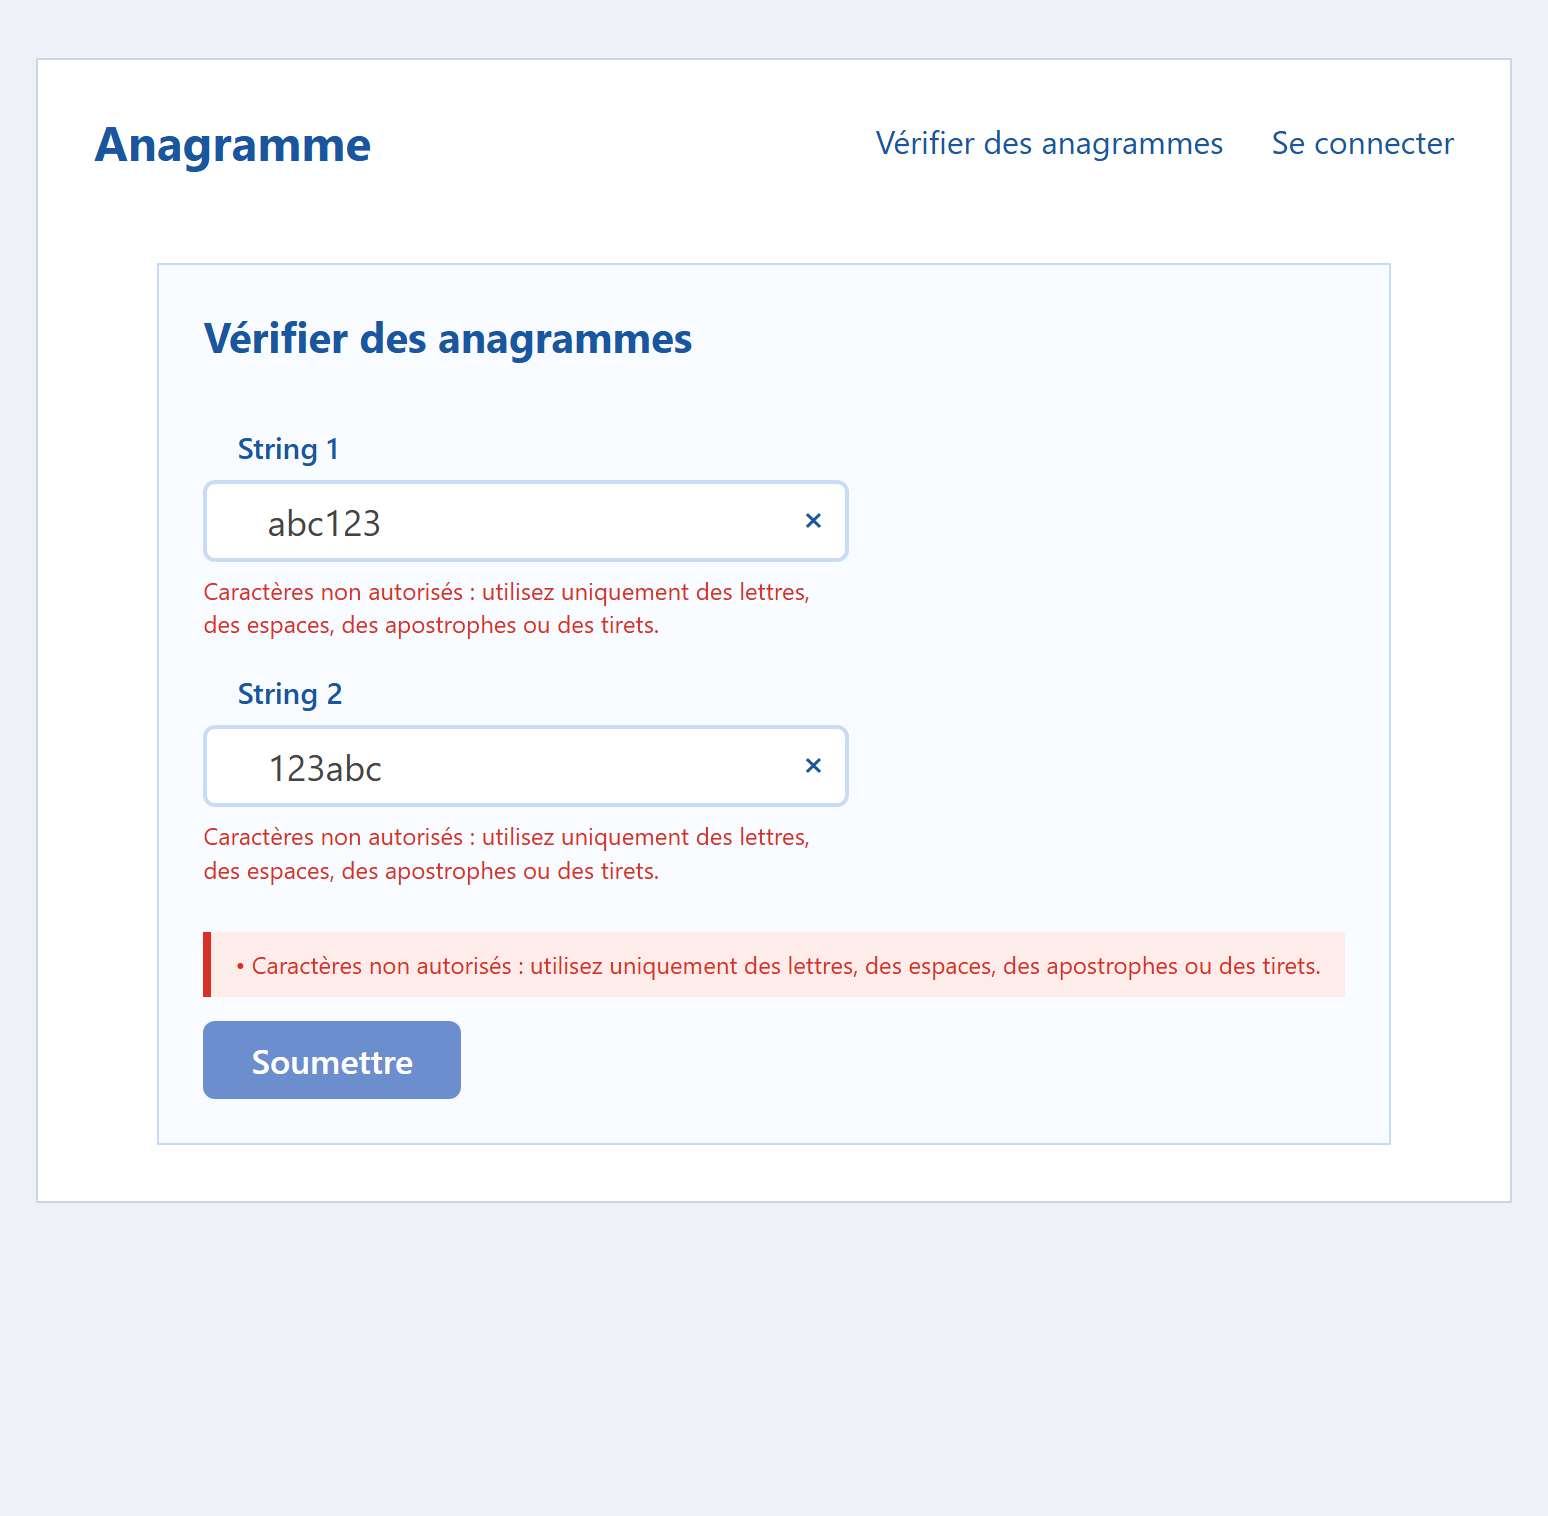 Anagramme
Vérifier des anagrammes
Se connecter
Vérifier des anagrammes
String 1
abc123
×
Caractères non autorisés : utilisez uniquement des lettres,
des espaces, des apostrophes ou des tirets.
String 2
123abc
×
Caractères non autorisés : utilisez uniquement des lettres,
des espaces, des apostrophes ou des tirets.
• Caractères non autorisés : utilisez uniquement des lettres, des espaces, des apostrophes ou des tirets.
Soumettre